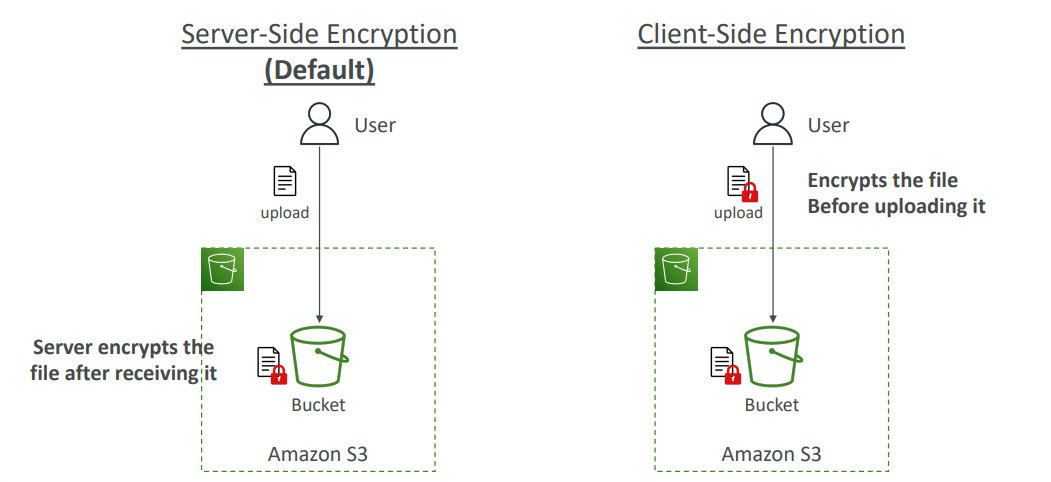 Server-Side Encryption
(Default)
User
upload
Server encrypts the
file after receiving it
Bucket
Amazon S3
Client-Side Encryption
User
Encrypts the file
Before uploading it
upload
Bucket
Amazon S3